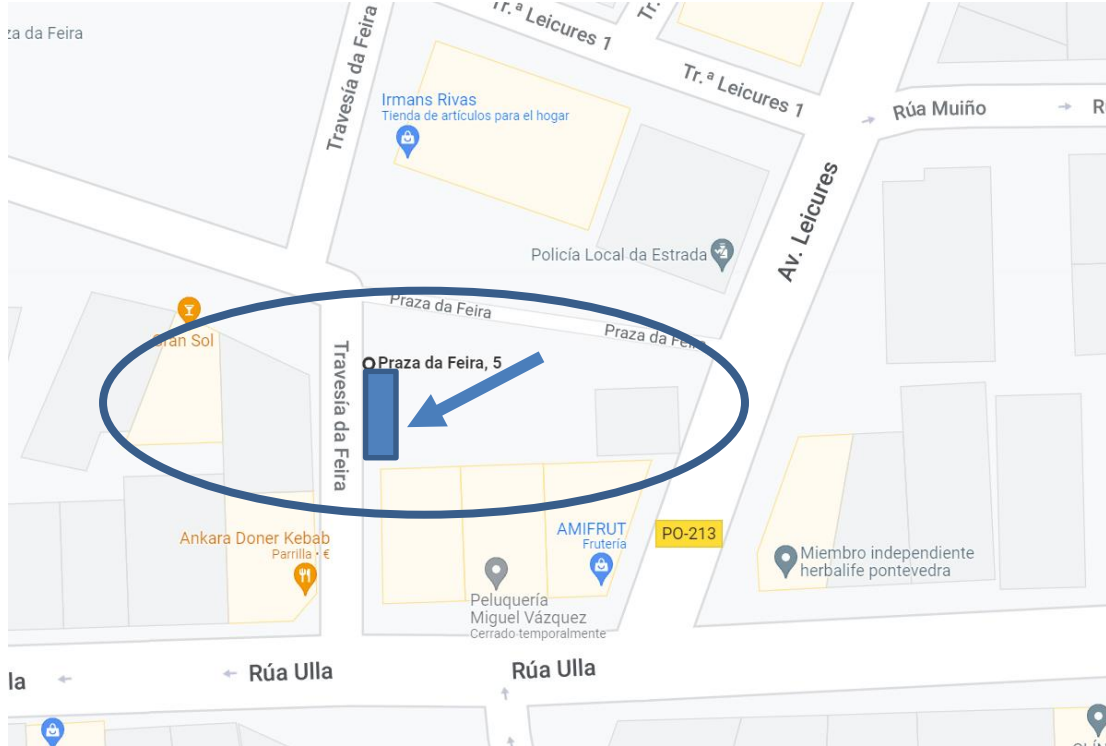 za da Feira
Travesía da Feira
Tr.ª Leicures 1
Tr.
Tr.ª Leicures 1
Irmans Rivas
Tienda de artículos para el hogar
Rúa Muiño
R
Av. Leicures
Policía Local da Estrada
Praza da Feira
Praza da Feira
Gran Sol
Travesía da Feira
Praza da Feira, 5
Ankara Doner Kebab
Parrilla · €
AMIFRUT
Frutería
PO-213
Miembro independiente
herbalife pontevedra
Peluquería
Miguel Vázquez
Cerrado temporalmente
la
Rúa Ulla
Rúa Ulla